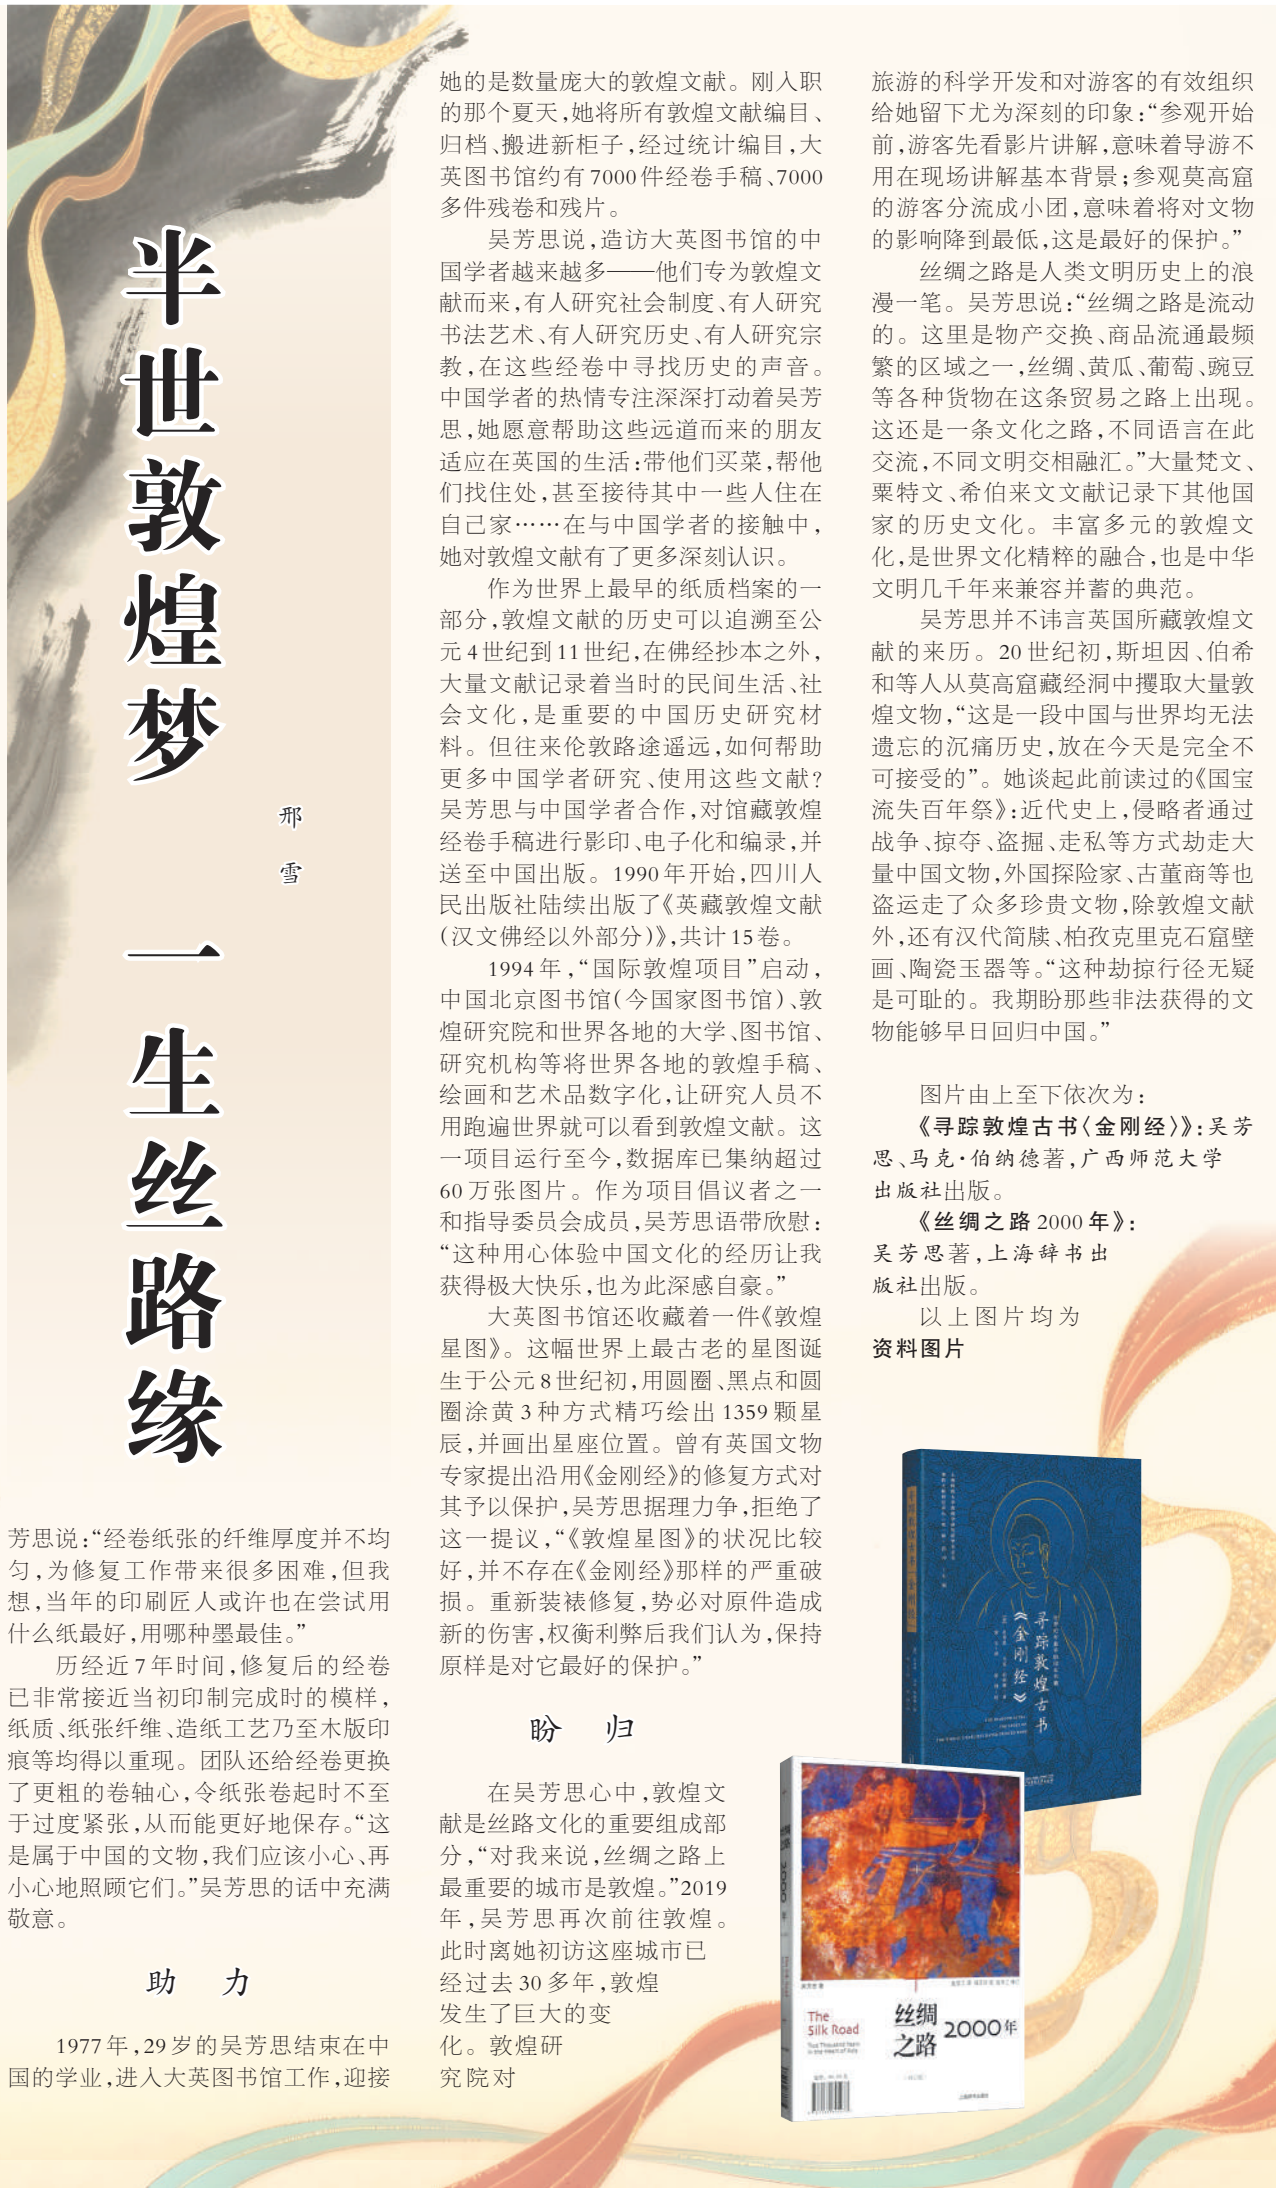 半世敦煌梦 一生丝路缘
邢雪
芳思说：“经卷纸张的纤维厚度并不均
匀，为修复工作带来很多困难，但我
想，当年的印刷匠人或许也在尝试用
什么纸最好，用哪种墨最佳。”
历经近7年时间，修复后的经卷
已非常接近当初印制完成时的模样，
纸质、纸张纤维、造纸工艺乃至木版印
痕等均得以重现。团队还给经卷更换
了更粗的卷轴心，令纸张卷起时不至
于过度紧张，从而能更好地保存。“这
是属于中国的文物，我们应该小心、再
小心地照顾它们。”吴芳思的话中充满
敬意。
助 力
1977年，29岁的吴芳思结束在中
国的学业，进入大英图书馆工作，迎接
她的是数量庞大的敦煌文献。刚入职
的那个夏天，她将所有敦煌文献编目、
归档、搬进新柜子，经过统计编目，大
英图书馆约有7000件经卷手稿、7000
多件残卷和残片。
吴芳思说，造访大英图书馆的中
国学者越来越多——他们专为敦煌文
献而来，有人研究社会制度、有人研究
书法艺术、有人研究历史、有人研究宗
教，在这些经卷中寻找历史的声音。
中国学者的热情专注深深打动着吴芳
思，她愿意帮助这些远道而来的朋友
适应在英国的生活：带他们买菜，帮他
们找住处，甚至接待其中一些人住在
自己家……在与中国学者的接触中，
她对敦煌文献有了更多深刻认识。
作为世界上最早的纸质档案的一
部分，敦煌文献的历史可以追溯至公
元4世纪到11世纪，在佛经抄本之外，
大量文献记录着当时的民间生活、社
会文化，是重要的中国历史研究材
料。但往来伦敦路途遥远，如何帮助
更多中国学者研究、使用这些文献？
吴芳思与中国学者合作，对馆藏敦煌
经卷手稿进行影印、电子化和编录，并
送至中国出版。1990年开始，四川人
民出版社陆续出版了《英藏敦煌文献
（汉文佛经以外部分）》，共计15卷。
1994年，“国际敦煌项目”启动，
中国北京图书馆（今国家图书馆）、敦
煌研究院和世界各地的大学、图书馆、
研究机构等将世界各地的敦煌手稿、
绘画和艺术品数字化，让研究人员不
用跑遍世界就可以看到敦煌文献。这
一项目运行至今，数据库已集纳超过
60万张图片。作为项目倡议者之一
和指导委员会成员，吴芳思语带欣慰：
“这种用心体验中国文化的经历让我
获得极大快乐，也为此深感自豪。”
大英图书馆还收藏着一件《敦煌
星图》。这幅世界上最古老的星图诞
生于公元8世纪初，用圆圈、黑点和圆
圈涂黄3种方式精巧绘出1359颗星
辰，并画出星座位置。曾有英国文物
专家提出沿用《金刚经》的修复方式对
其予以保护，吴芳思据理力争，拒绝了
这一提议，“《敦煌星图》的状况比较
好，并不存在《金刚经》那样的严重破
损。重新装裱修复，势必对原件造成
新的伤害，权衡利弊后我们认为，保持
原样是对它最好的保护。”
盼 归
在吴芳思心中，敦煌文
献是丝路文化的重要组成部
分，“对我来说，丝绸之路上
最重要的城市是敦煌。”2019
年，吴芳思再次前往敦煌。
此时离她初访这座城市已
经过去30多年，敦煌
发生了巨大的变
化。敦煌研
究院对
旅游的科学开发和对游客的有效组织
给她留下尤为深刻的印象：“参观开始
前，游客先看影片讲解，意味着导游不
用在现场讲解基本背景；参观莫高窟
的游客分流成小团，意味着将对文物
的影响降到最低，这是最好的保护。”
丝绸之路是人类文明历史上的浪
漫一笔。吴芳思说：“丝绸之路是流动
的。这里是物产交换、商品流通最频
繁的区域之一，丝绸、黄瓜、葡萄、豌豆
等各种货物在这条贸易之路上出现。
这还是一条文化之路，不同语言在此
交流，不同文明交相融汇。”大量梵文、
粟特文、希伯来文文献记录下其他国
家的历史文化。丰富多元的敦煌文
化，是世界文化精粹的融合，也是中华
文明几千年来兼容并蓄的典范。
吴芳思并不讳言英国所藏敦煌文
献的来历。20世纪初，斯坦因、伯希
和等人从莫高窟藏经洞中攫取大量敦
煌文物，“这是一段中国与世界均无法
遗忘的沉痛历史，放在今天是完全不
可接受的”。她谈起此前读过的《国宝
流失百年祭》：近代史上，侵略者通过
战争、掠夺、盗掘、走私等方式劫走大
量中国文物，外国探险家、古董商等也
盗运走了众多珍贵文物，除敦煌文献
外，还有汉代简牍、柏孜克里克石窟壁
画、陶瓷玉器等。“这种劫掠行径无疑
是可耻的。我期盼那些非法获得的文
物能够早日回归中国。”
图片由上至下依次为：
《寻踪敦煌古书〈金刚经〉》：吴芳
思、马克·伯纳德著，广西师范大学
出版社出版。
《丝绸之路2000年》：
吴芳思著，上海辞书出
版社出版。
以上图片均为
资料图片
寻踪敦煌古书
《金刚经》
The
Silk Road
丝绸
之路
2000年